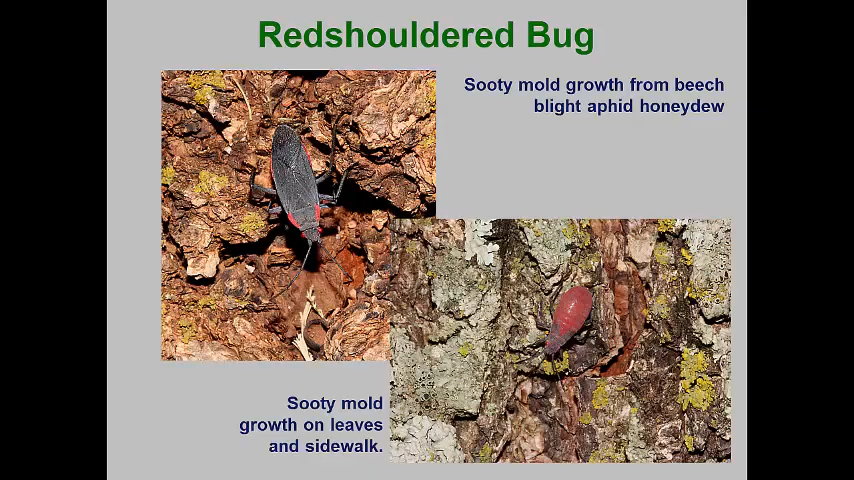 Redshouldered Bug
Sooty mold growth from beech
blight aphid honeydew
Sooty mold
growth on leaves
and sidewalk.